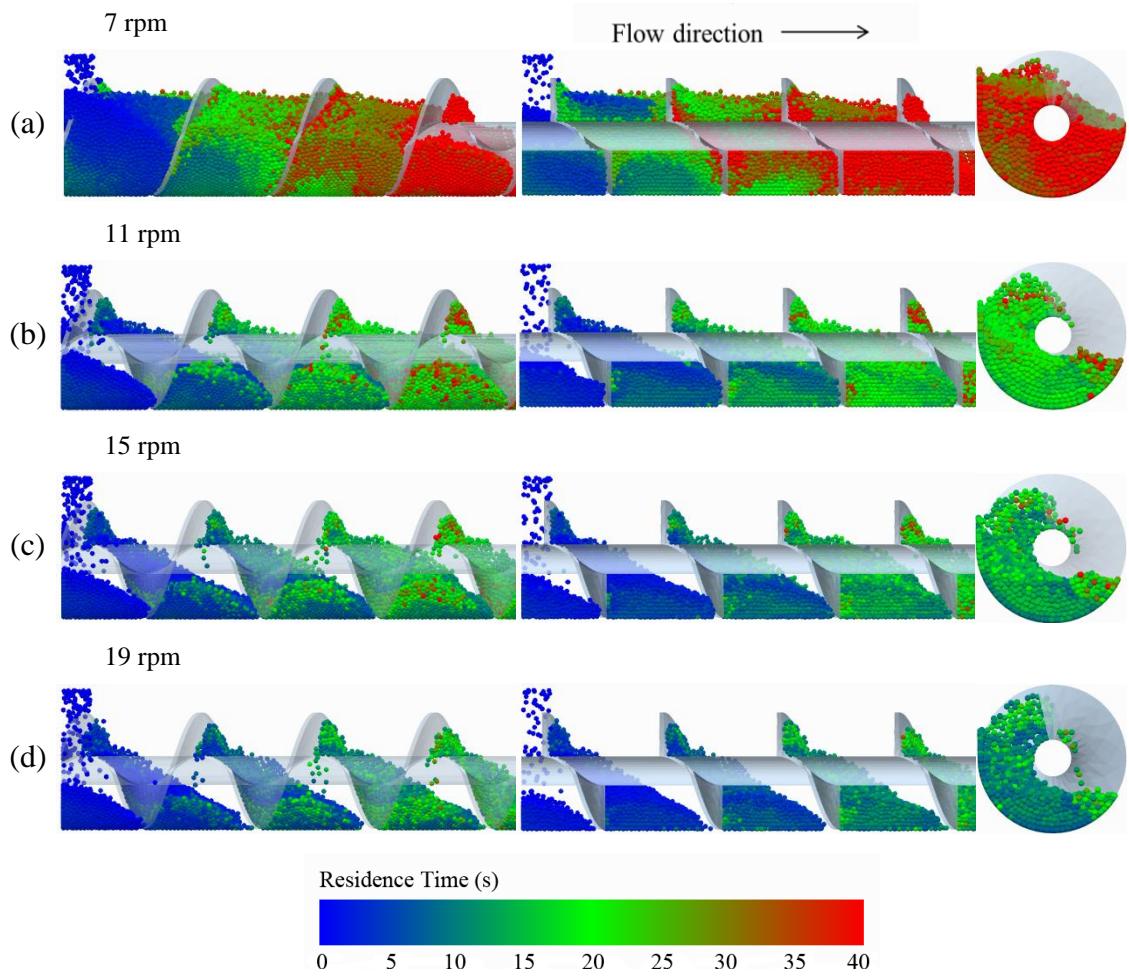 7 rpm
Flow direction
(a)
11 rpm
(b)
15 rpm
(c)
19 rpm
(d)
Residence Time (s)
0 5 10 15 20 25 30 35 40